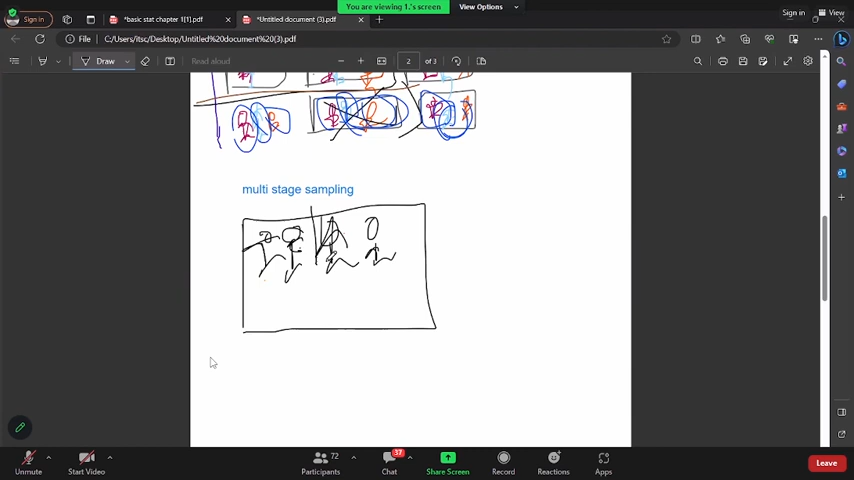 You are viewing 1.'s screen
View Options
Sign in
*basic stat chapter 1[1].pdf
*Untitled document (3).pdf
Sign in
View
File
C:/Users/itsc/Desktop/Untitled%20document%20(3).pdf
Draw
Read aloud
2
of 3
multi stage sampling
72
37
Unmute
Start Video
Participants
Chat
Share Screen
Record
Reactions
Apps
Leave